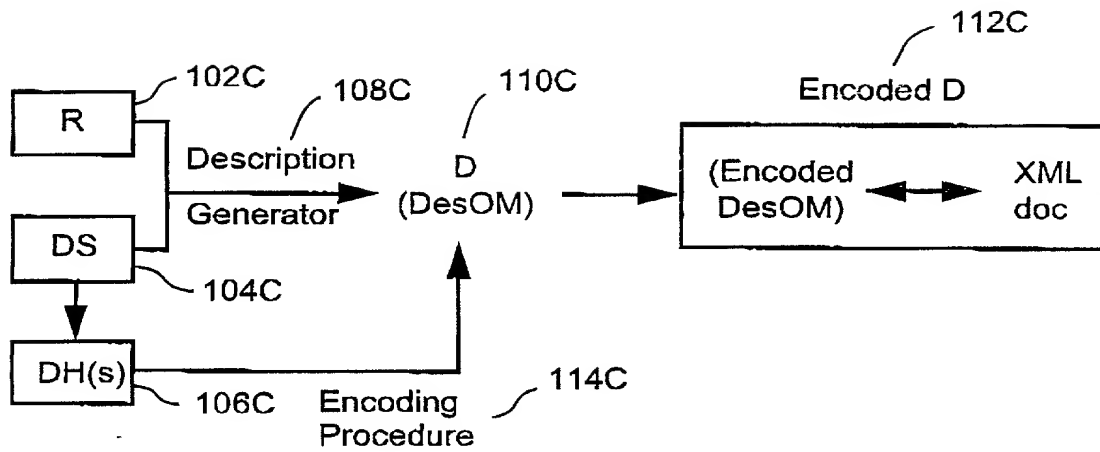 112C
102C
Encoded D
R
108C
110C
Description
D
(Encoded
DesOM)
XML
doc
(DesOM)
Generator
DS
104C
DH(s)
106C
Encoding
Procedure
114C